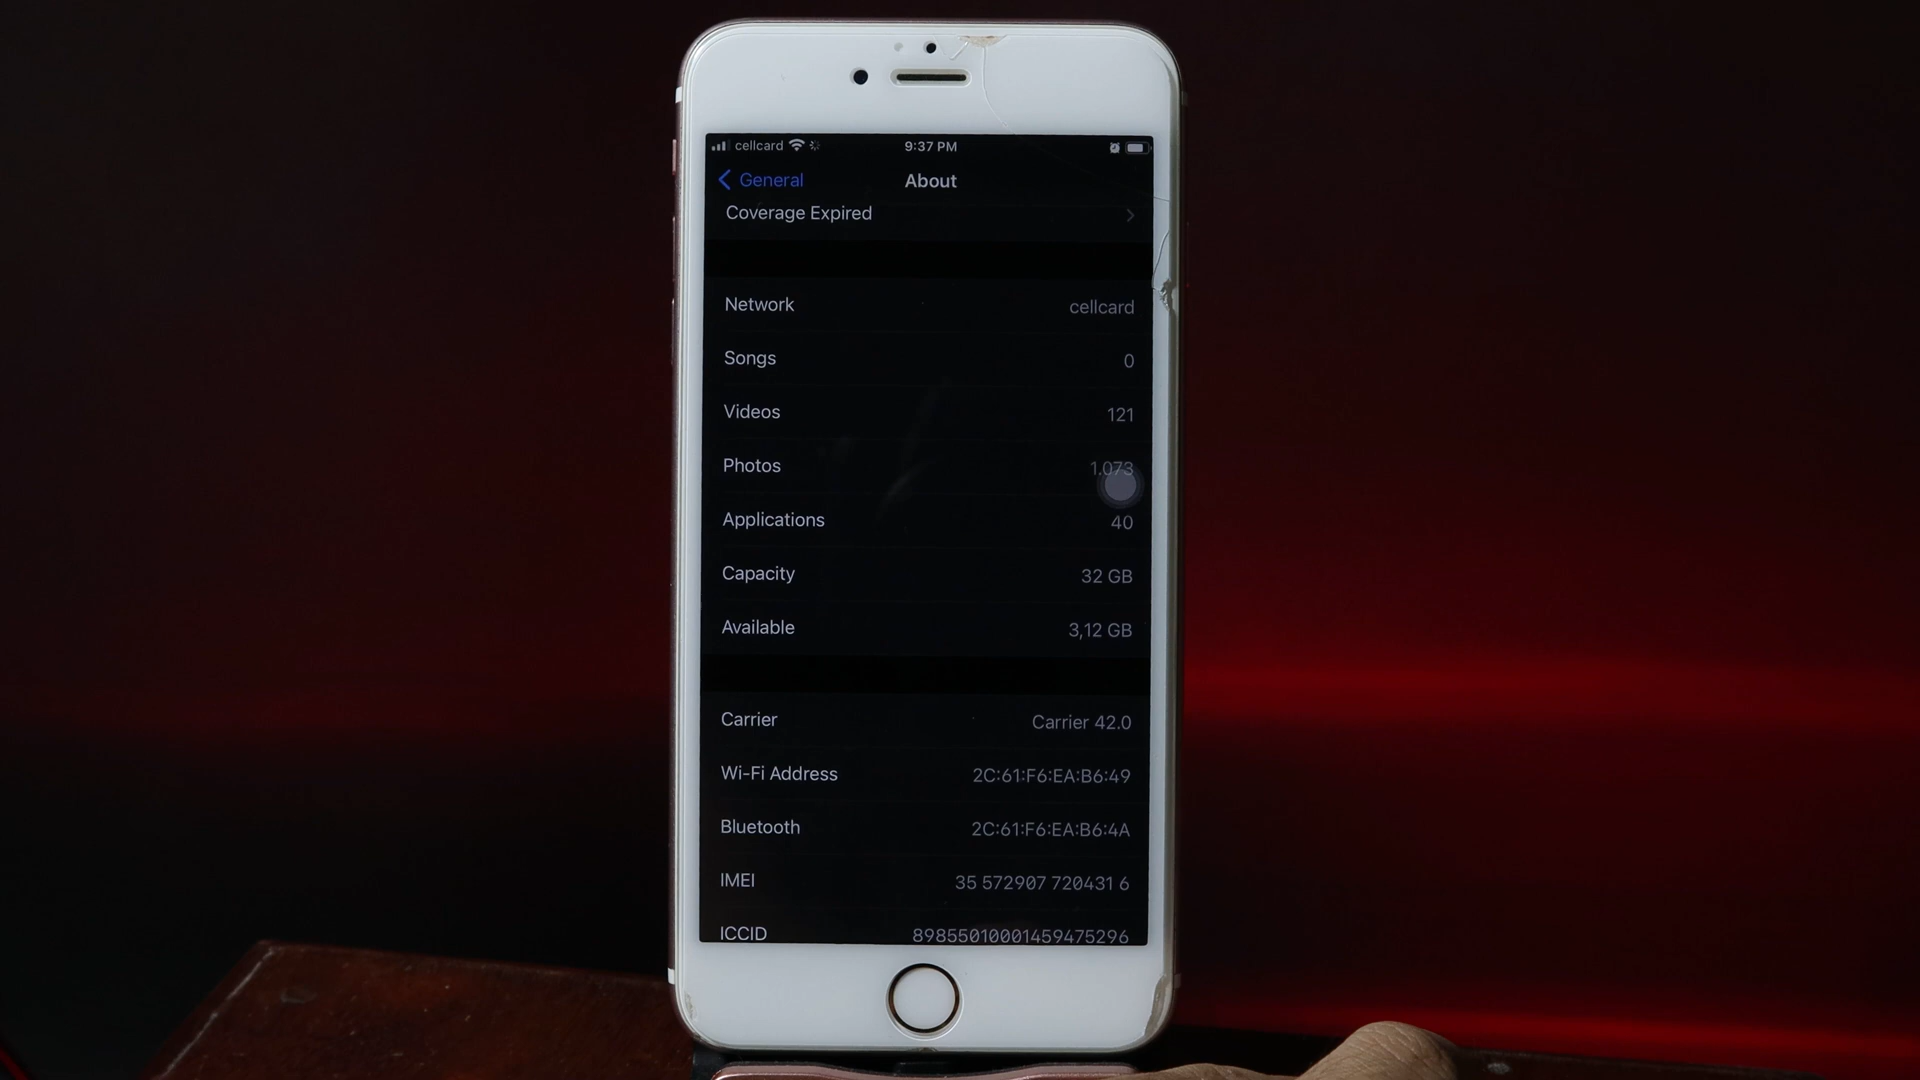 cellcard 9:37 PM
General About
Coverage Expired
Network cellcard
Songs 0
Videos 121
Photos 1.073
Applications 40
Capacity 32 GB
Available 3,12 GB
Carrier Carrier 42.0
Wi-Fi Address 2C:61:F6:EA:B6:49
Bluetooth 2C:61:F6:EA:B6:4A
IMEI 35 572907 720431 6
ICCID 89855010001459475296